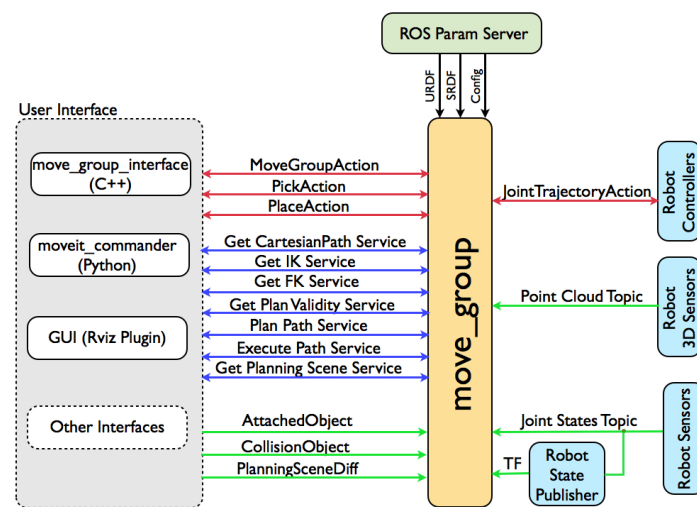 ROS Param Server
URDF
SRDF
Config
User Interface
move_group_interface
(C++)
moveit_commander
(Python)
GUI (Rviz Plugin)
Other Interfaces
MoveGroupAction
PickAction
PlaceAction
Get CartesianPath Service
Get IK Service
Get FK Service
Get Plan Validity Service
Plan Path Service
Execute Path Service
Get Planning Scene Service
AttachedObject
CollisionObject
PlanningSceneDiff
move_group
JointTrajectoryAction
Robot
Controllers
Point Cloud Topic
Robot
3D Sensors
Joint States Topic
Robot Sensors
TF
Robot
State
Publisher